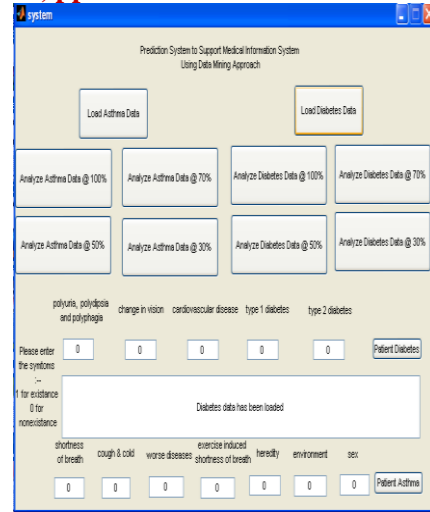 system
Prediction System to Support Medical Information System
Using Data Mining Approach
Load Asthma Data
Load Diabetes Data
Analyze Asthma Data @ 100%
Analyze Asthma Data @ 70%
Analyze Diabetes Data @ 100%
Analyze Diabetes Data @ 70%
Analyze Asthma Data @ 50%
Analyze Asthma Data @ 30%
Analyze Diabetes Data @ 50%
Analyze Diabetes Data @ 30%
polyuria, polydipsia
and polyphagia
change in vision
cardiovascular disease
type 1 diabetes
type 2 diabetes
Please enter
the symtoms
:--
1 for existance
0 for
nonexistance
0
0
0
0
0
Patient Diabetes
Diabetes data has been loaded
shortness
of breath
cough & cold
worse diseases
exercise induced
shortness of breath
heredity
environment
sex
0
0
0
0
0
0
0
Patient Asthma